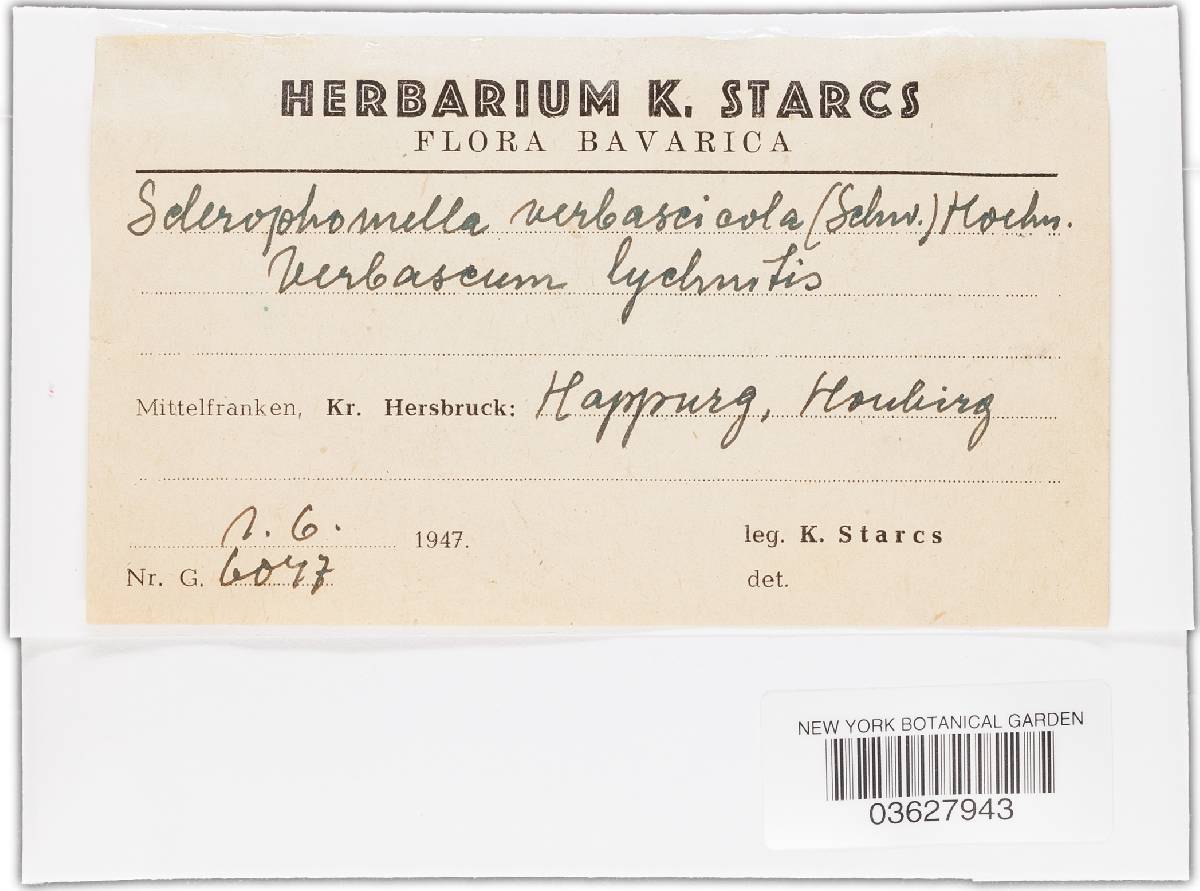 HERBARIUM K. STARCS
FLORA BAVARICA
Sclerophomella verbascicola (Schw.) Hoehn.
Verbascum lychnitis
Mittelfranken, Kr. Hersbruck: Happurg, Houbirg
1. 6. 1947. leg. K. Starcs
Nr. G. 6047 det.
NEW YORK BOTANICAL GARDEN
03627943